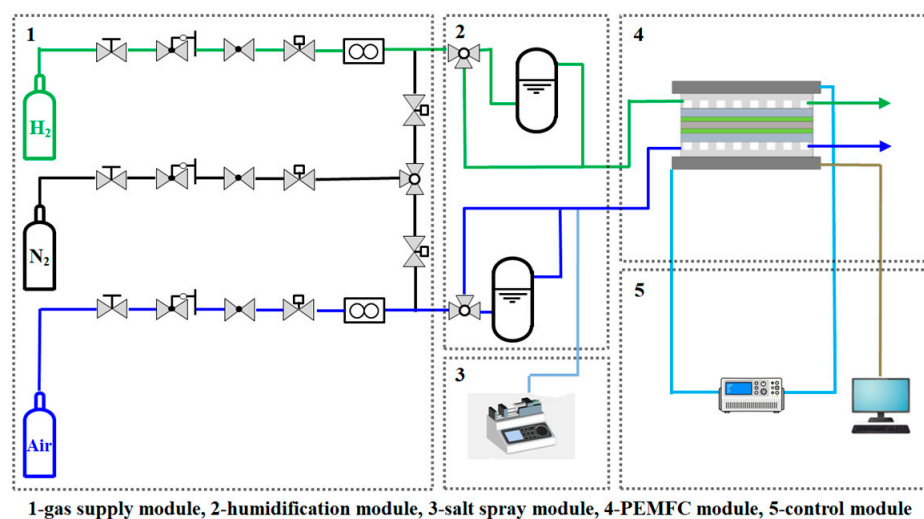 1
2
4
H₂
N₂
5
3
Air
1-gas supply module, 2-humidification module, 3-salt spray module, 4-PEMFC module, 5-control module